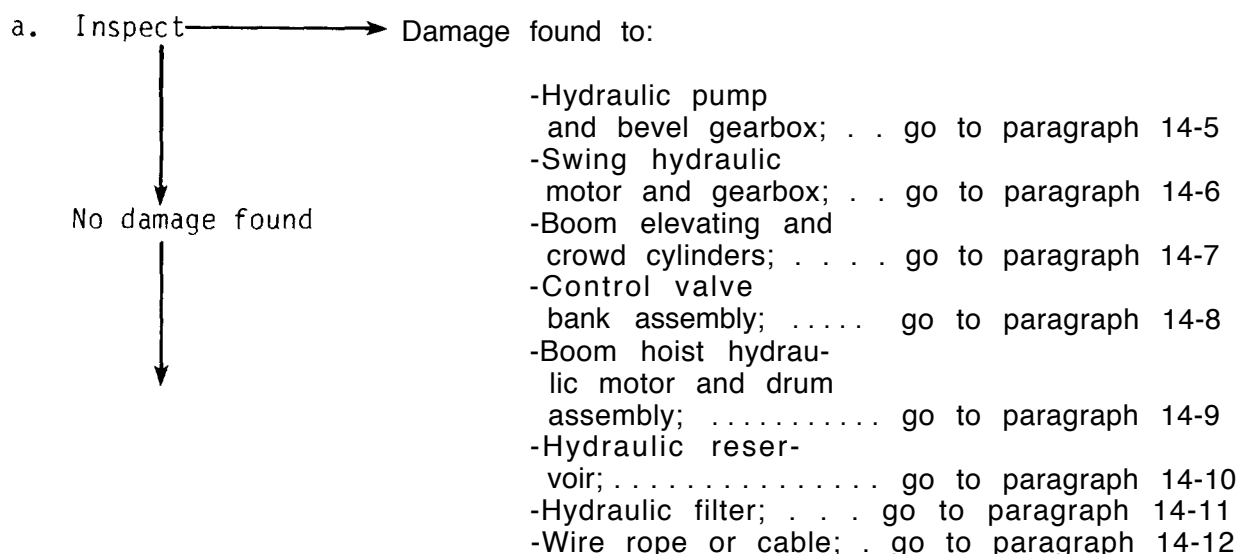 a. Inspect Damage found to:
-Hydraulic pump
and bevel gearbox; . . go to paragraph 14-5
-Swing hydraulic
motor and gearbox; . . go to paragraph 14-6
No damage found
-Boom elevating and
crowd cylinders; . . . . go to paragraph 14-7
-Control valve
bank assembly; ..... go to paragraph 14-8
-Boom hoist hydrau-
lic motor and drum
assembly; ........... go to paragraph 14-9
-Hydraulic reser-
voir; . . . . . . . . . . . . . . . go to paragraph 14-10
-Hydraulic filter; . . . go to paragraph 14-11
-Wire rope or cable; . go to paragraph 14-12